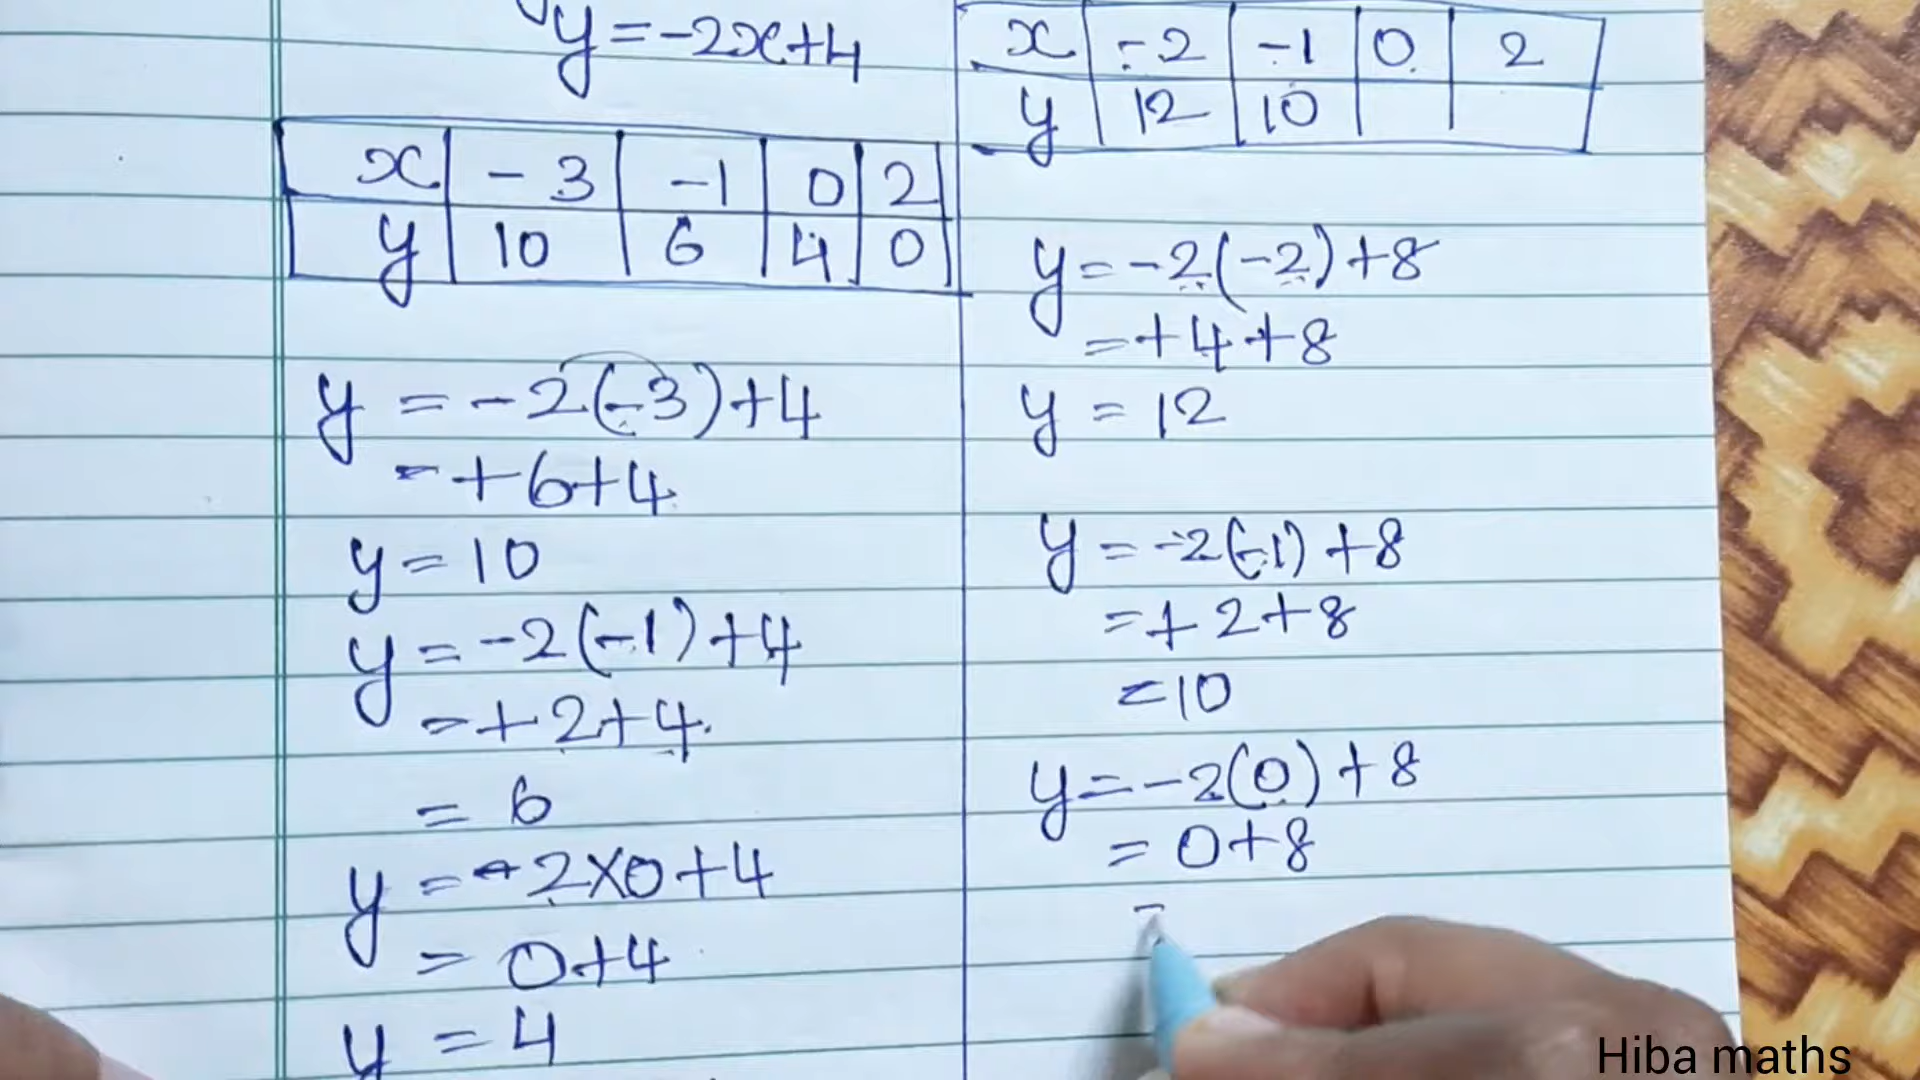 y = -2x+4
x -3 -1 0 2
y 10 6 4 0
y = -2(-3)+4
= +6+4
y = 10
y = -2(-1)+4
= +2+4
= 6
y = -2×0+4
= 0+4
y = 4
x -2 -1 0 2
y 12 10
y = -2(-2)+8
= +4+8
y = 12
y = -2(-1)+8
= +2+8
= 10
y = -2(0)+8
= 0+8
Hiba maths